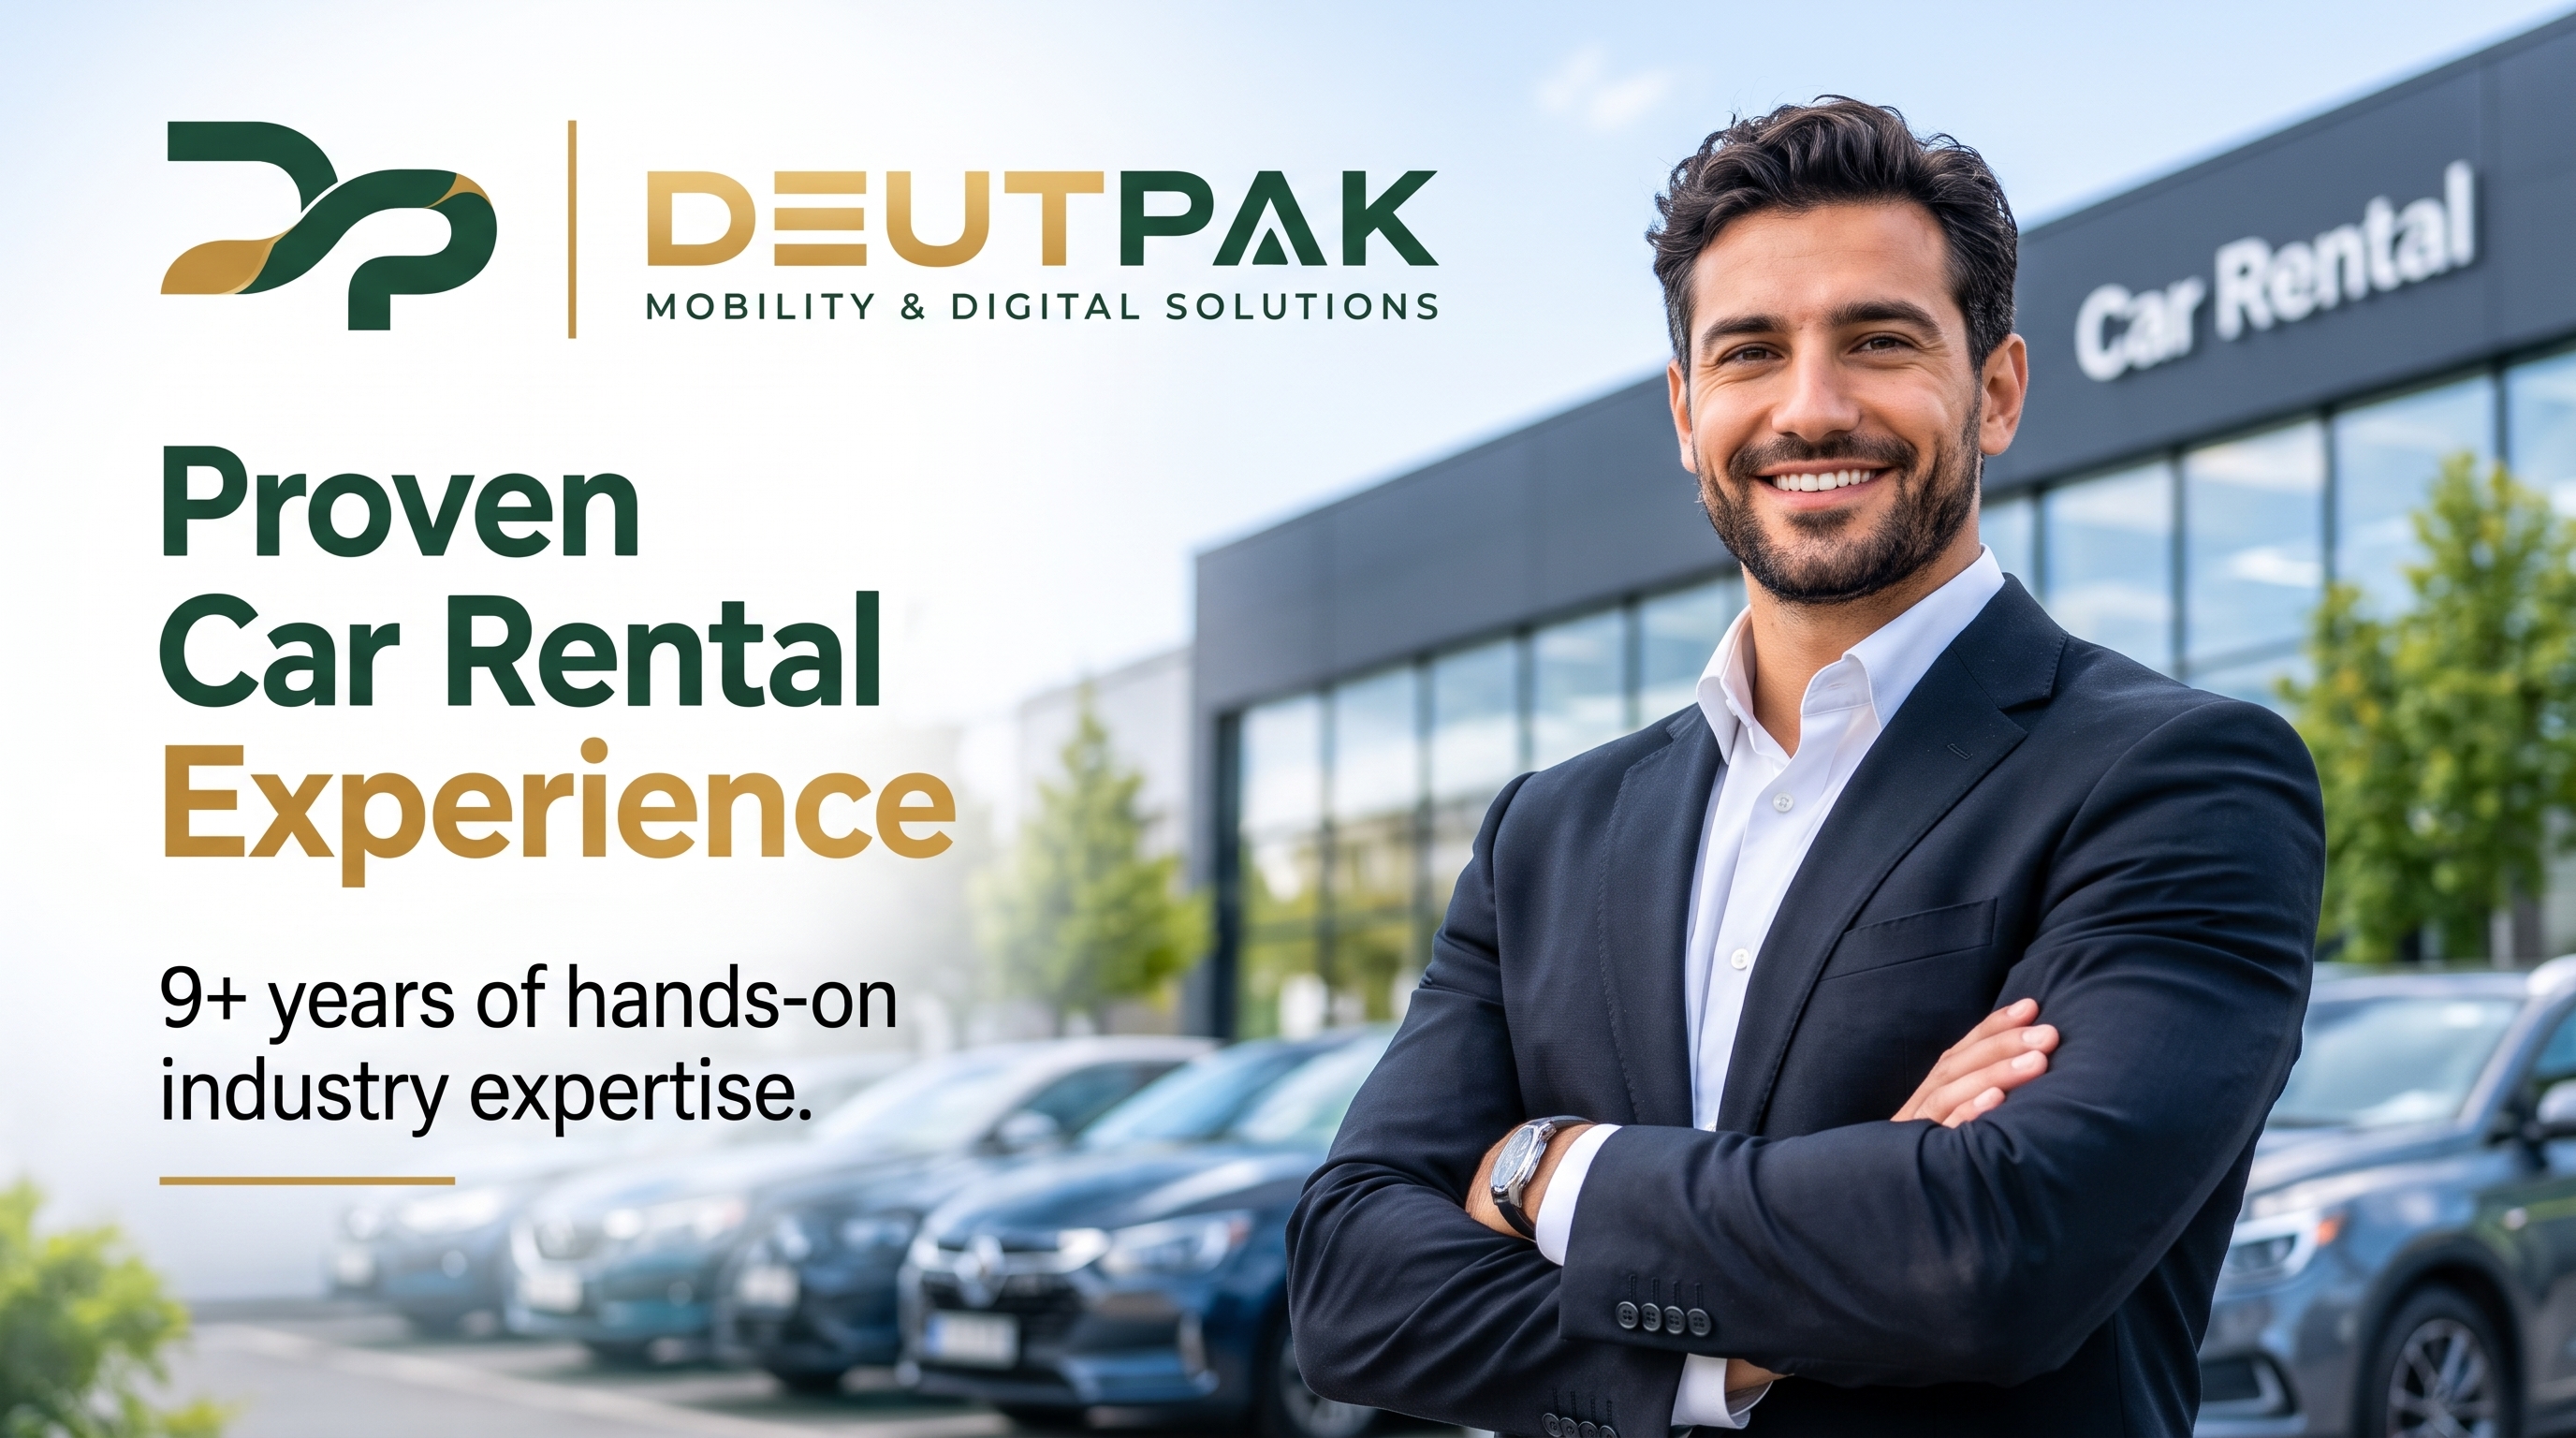 DEUTPAK
MOBILITY & DIGITAL SOLUTIONS
Proven
Car Rental
Experience
9+ years of hands-on
industry expertise.
Car Rental